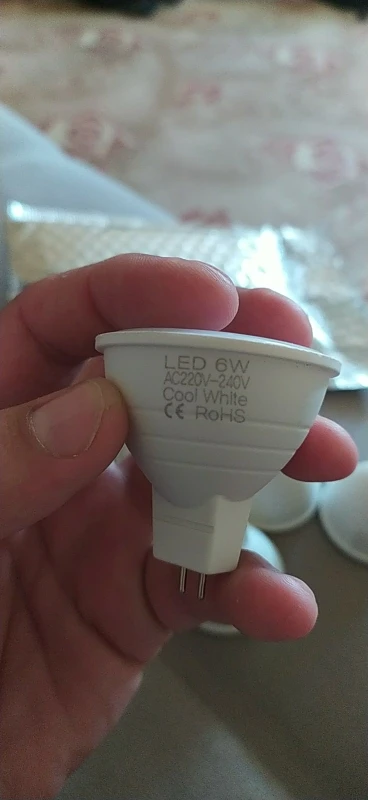 LED 6W
AC220V-240V
Cool White
CE RoHS